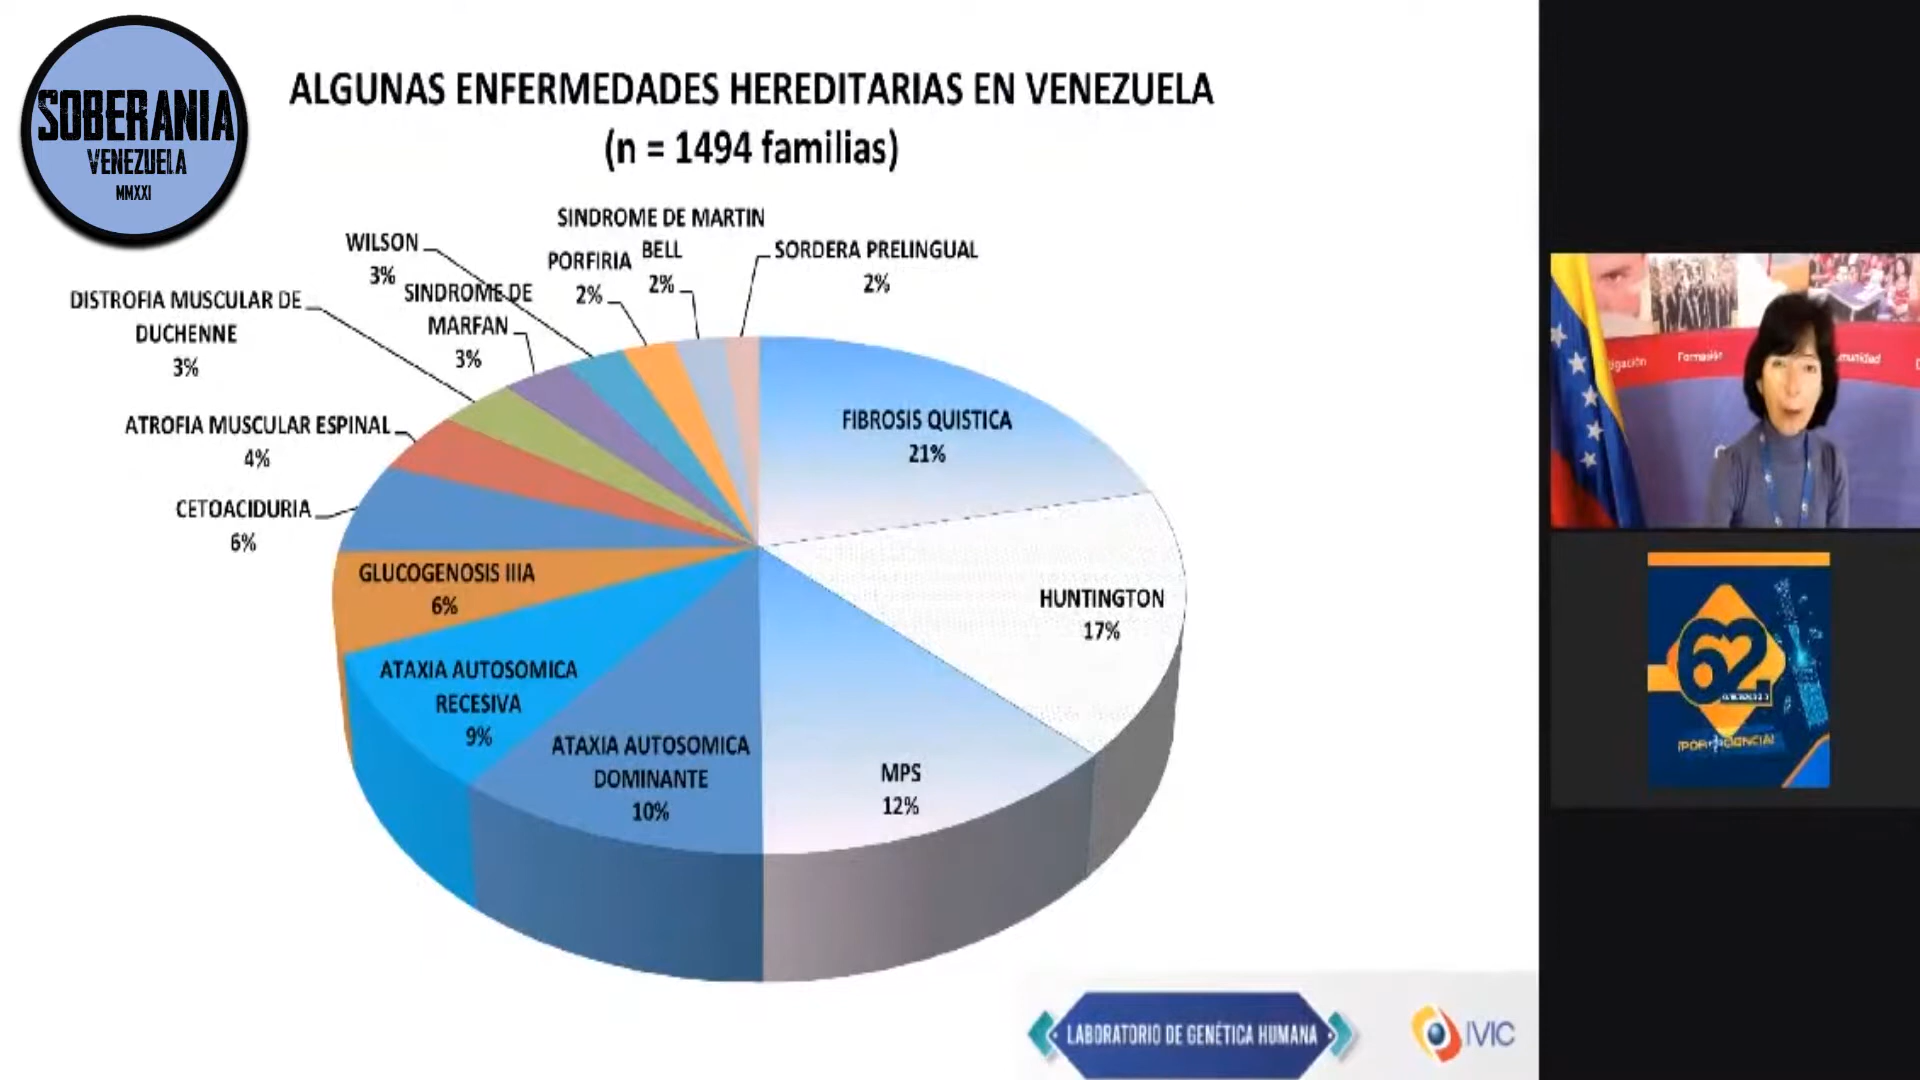 SOBERANIA
VENEZUELA
MMXXI
ALGUNAS ENFERMEDADES HEREDITARIAS EN VENEZUELA
(n = 1494 familias)
SINDROME DE MARTIN
BELL
2%
WILSON
3%
PORFIRIA
2%
SORDERA PRELINGUAL
2%
DISTROFIA MUSCULAR DE
DUCHENNE
3%
SINDROME DE
MARFAN
3%
ATROFIA MUSCULAR ESPINAL
4%
CETOACIDURIA
6%
FIBROSIS QUISTICA
21%
GLUCOGENOSIS IIIA
6%
HUNTINGTON
17%
ATAXIA AUTOSOMICA
RECESIVA
9%
ATAXIA AUTOSOMICA
DOMINANTE
10%
MPS
12%
LABORATORIO DE GENÉTICA HUMANA
IVIC
Formación
62